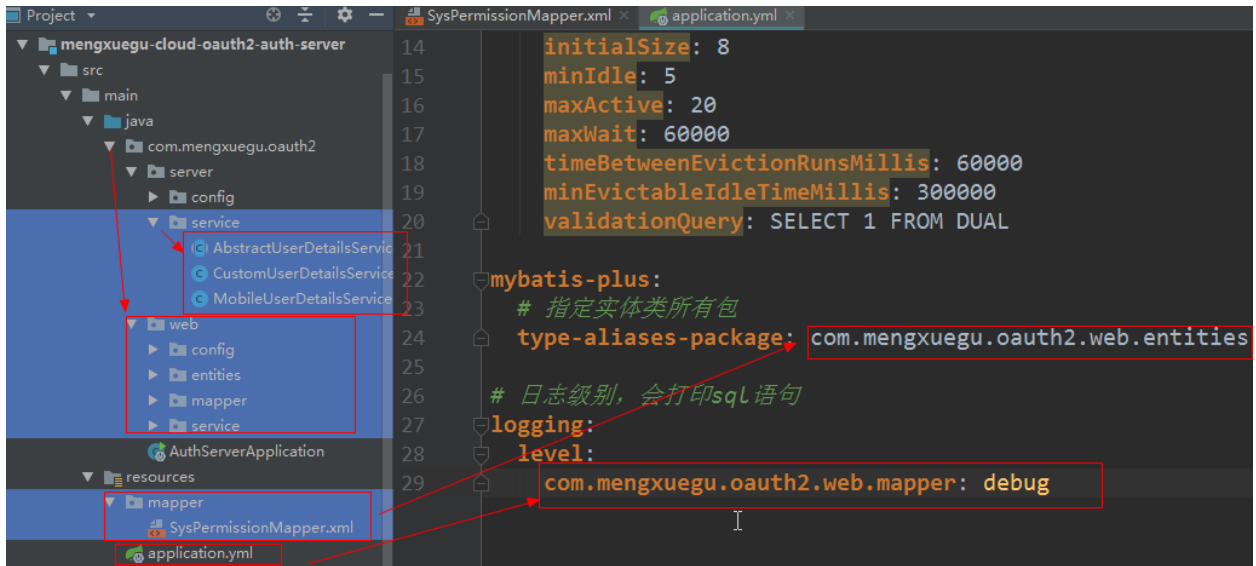 Project
mengxuegu-cloud-oauth2-auth-server
src
main
java
com.mengxuegu.oauth2
server
config
service
AbstractUserDetailsServic
CustomUserDetailsService
MobileUserDetailsService
web
config
entities
mapper
service
AuthServerApplication
resources
mapper
SysPermissionMapper.xml
application.yml
SysPermissionMapper.xml application.yml
14 initialSize: 8
15 minIdle: 5
16 maxActive: 20
17 maxWait: 60000
18 timeBetweenEvictionRunsMillis: 60000
19 minEvictableIdleTimeMillis: 300000
20 validationQuery: SELECT 1 FROM DUAL
21
22 mybatis-plus:
23 # 指定实体类所有包
24 type-aliases-package: com.mengxuegu.oauth2.web.entities
25
26 # 日志级别，会打印sql语句
27 logging:
28 level:
29 com.mengxuegu.oauth2.web.mapper: debug